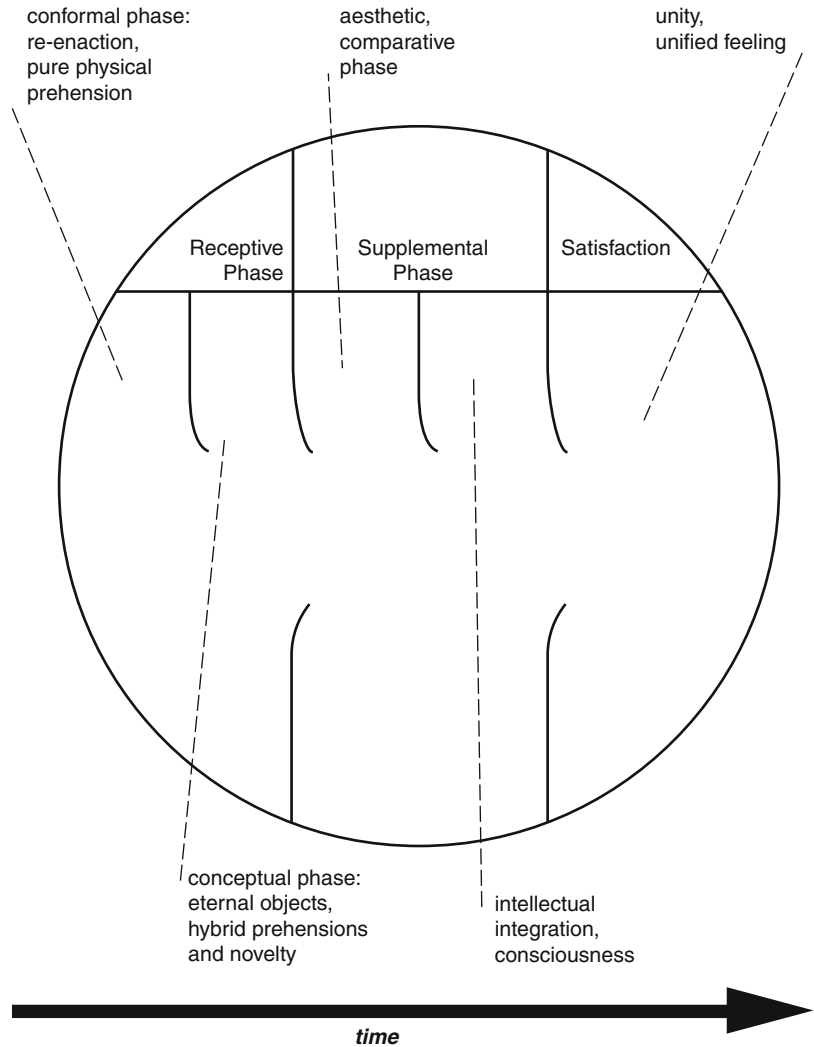 conformal phase:
re-enaction,
pure physical
prehension
aesthetic,
comparative
phase
unity,
unified feeling
Receptive
Phase
Supplemental
Phase
Satisfaction
conceptual phase:
eternal objects,
hybrid prehensions
and novelty
intellectual
integration,
consciousness
time